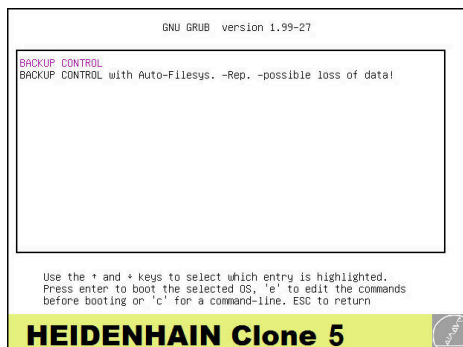 GNU GRUB version 1.99-27
BACKUP CONTROL
BACKUP CONTROL with Auto-Filesys. -Rep. -possible loss of data!
Use the ↑ and ↓ keys to select which entry is highlighted.
Press enter to boot the selected OS, 'e' to edit the commands
before booting or 'c' for a command-line. ESC to return
HEIDENHAIN Clone 5